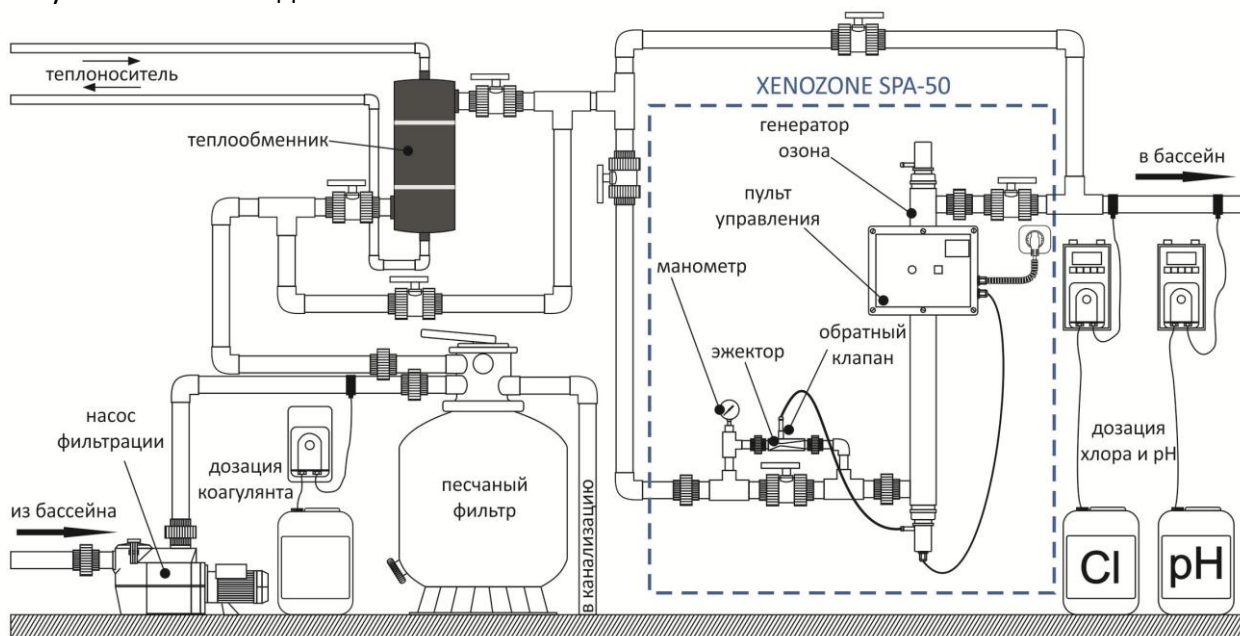 теплоноситель
теплообменник
XENOZONE SPA-50
генератор
озона
в бассейн
пульт
управления
манометр
обратный
клапан
эжектор
насос
фильтрации
дозация
коагулянта
песчаный
фильтр
дозация
хлора и pH
из бассейна
в канализацию
Cl
pH